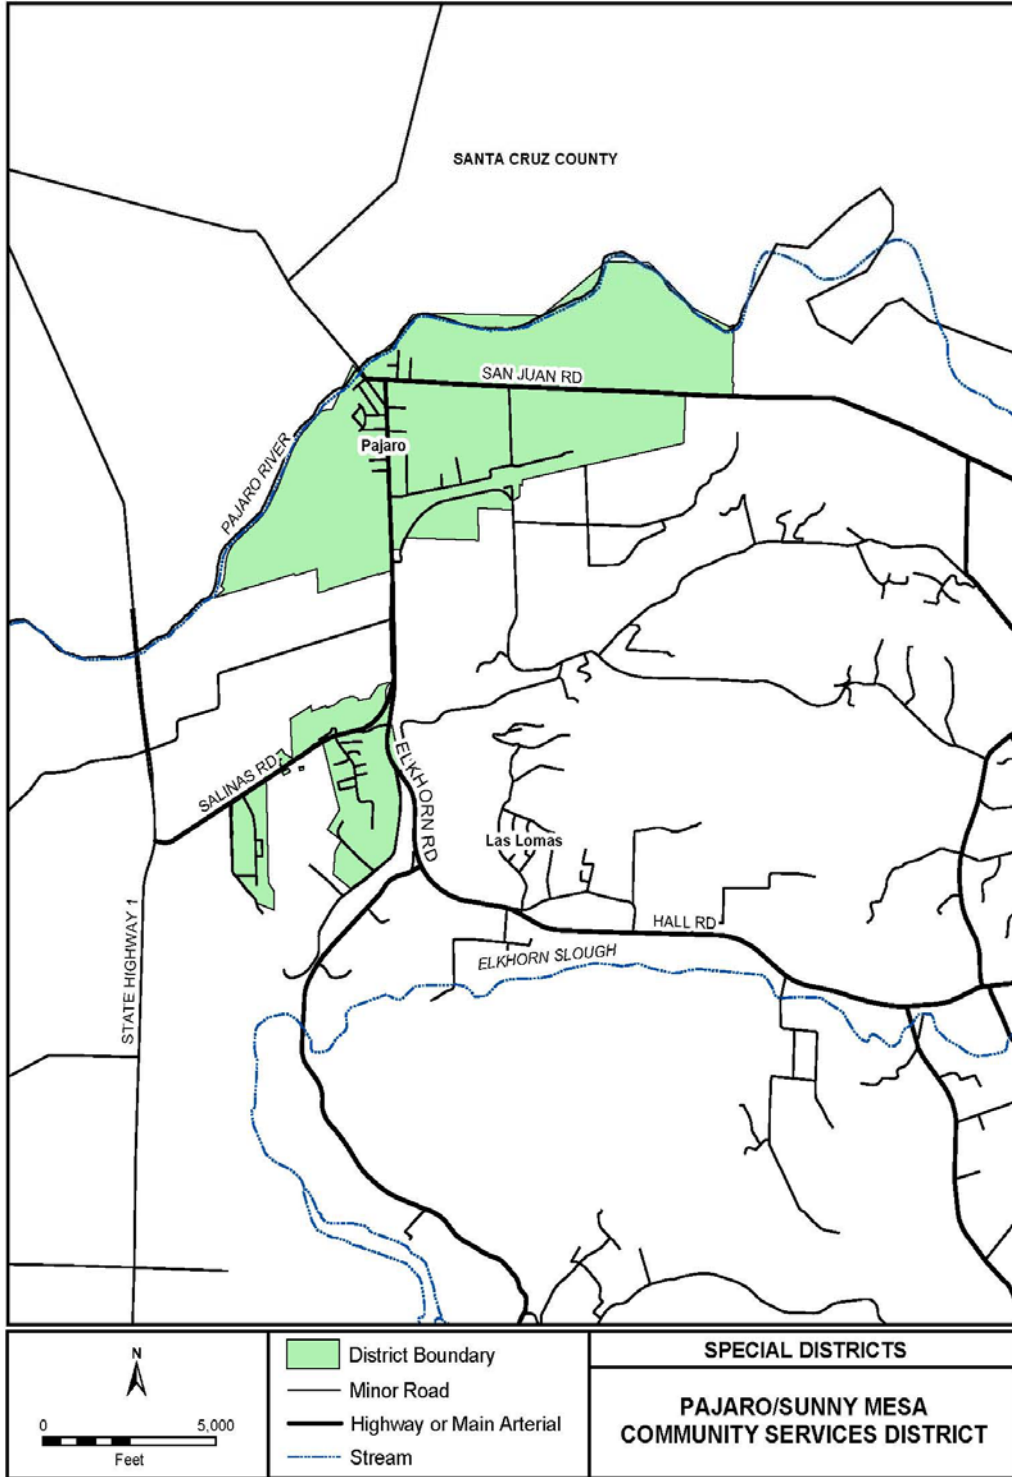 SANTA CRUZ COUNTY
SAN JUAN RD
Pajaro
PAJARO RIVER
SALINAS RD
ELKHORN RD
Las Lomas
HALL RD
ELKHORN SLOUGH
STATE HIGHWAY 1
N
0 5,000
Feet
District Boundary
Minor Road
Highway or Main Arterial
Stream
SPECIAL DISTRICTS
PAJARO/SUNNY MESA
COMMUNITY SERVICES DISTRICT